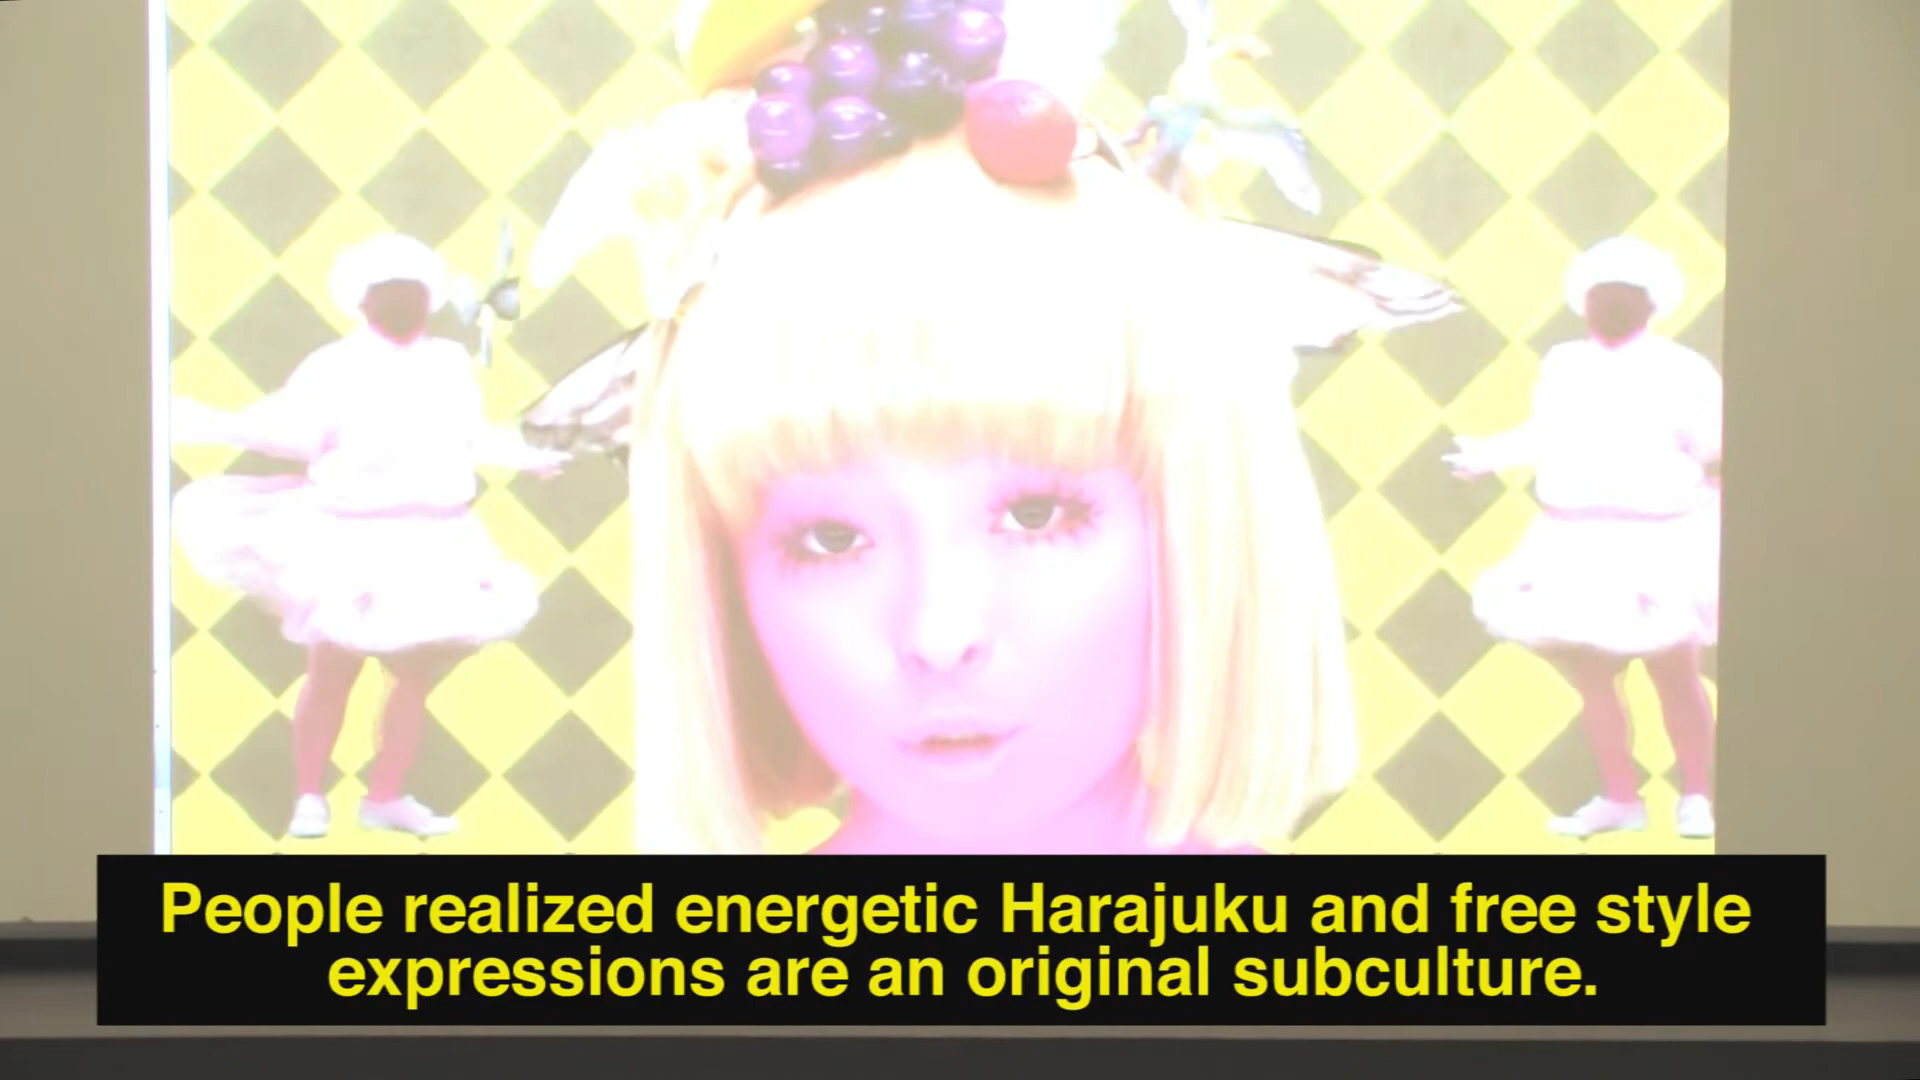 People realized energetic Harajuku and free style
expressions are an original subculture.